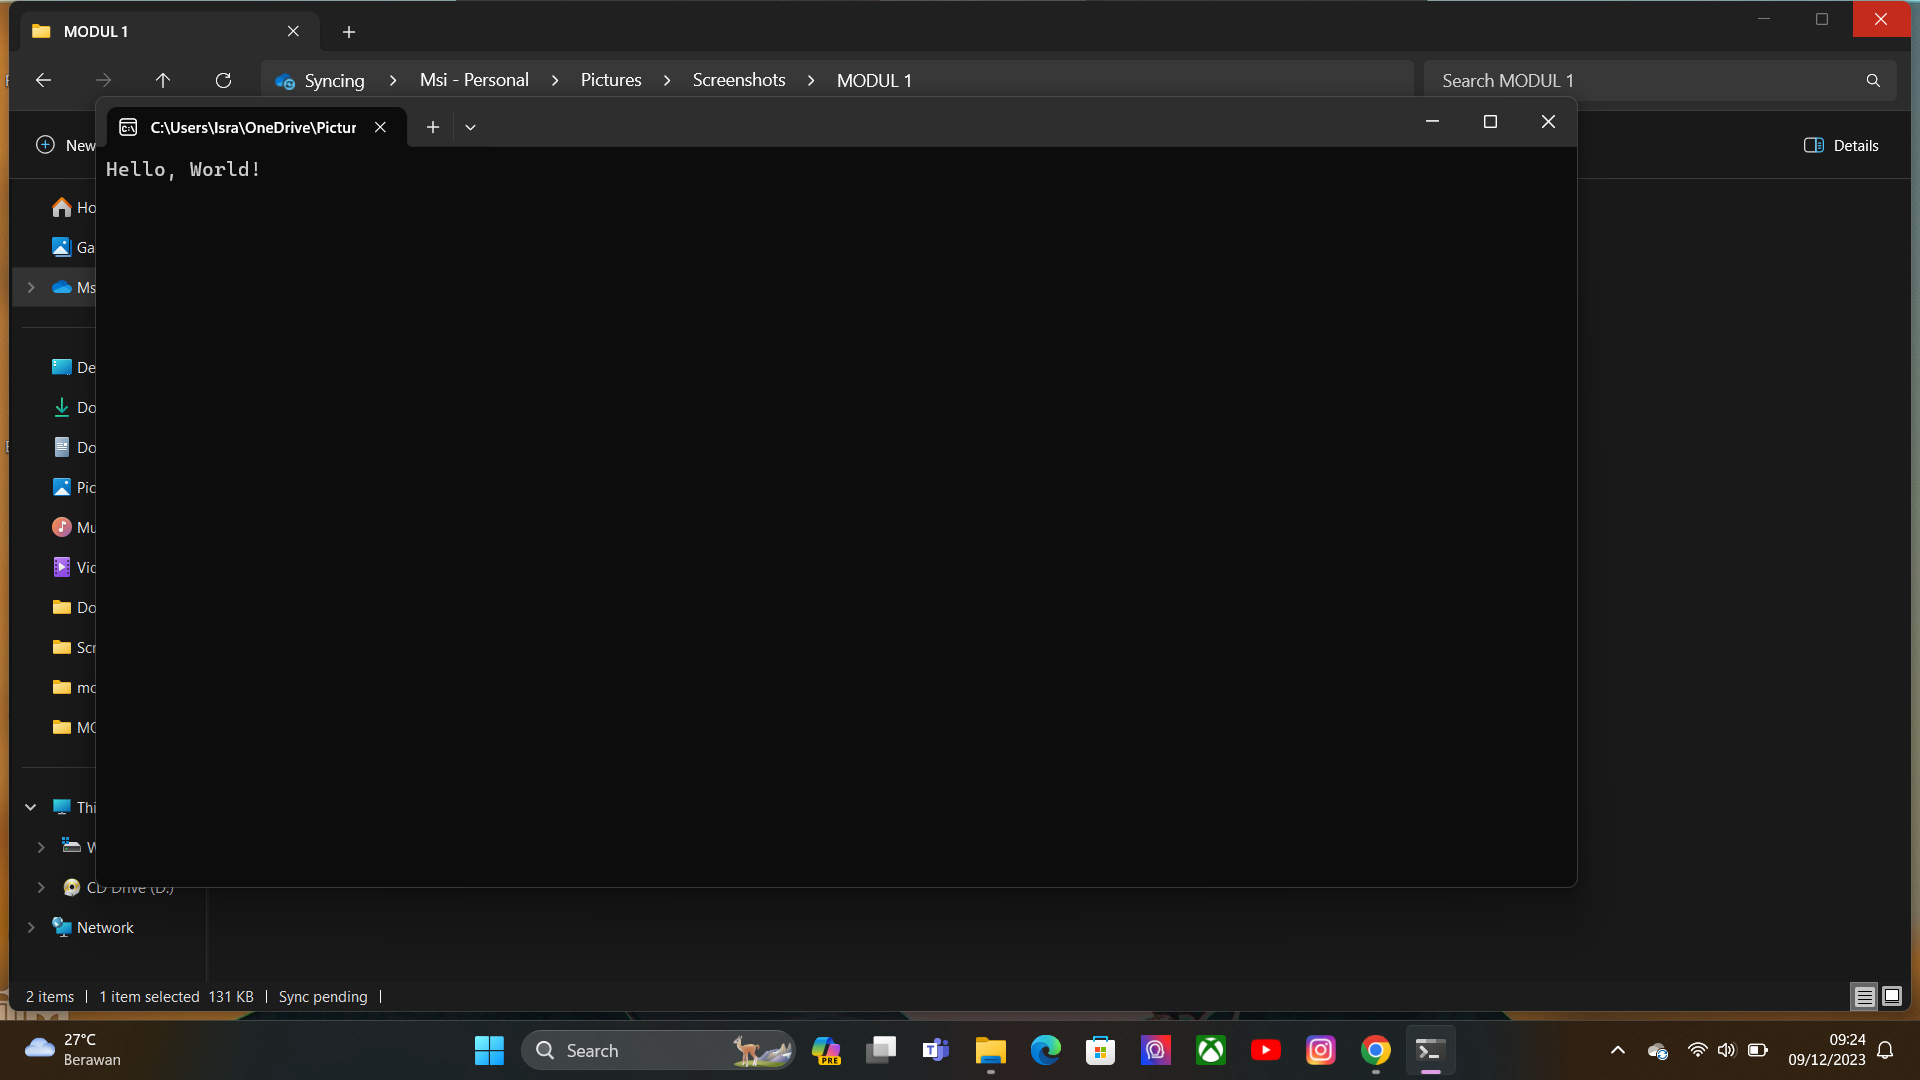 MODUL 1
Syncing
Msi - Personal
Pictures
Screenshots
MODUL 1
Search MODUL 1
C:\Users\Isra\OneDrive\Pictur
New
Details
Hello, World!
Ho
Ga
Ms
De
Do
Do
Pic
Mu
Vic
Do
Scr
mo
MO
Thi
W
CD Drive (D:)
Network
2 items
1 item selected 131 KB
Sync pending
27°C
Berawan
Search
PRE
09:24
09/12/2023